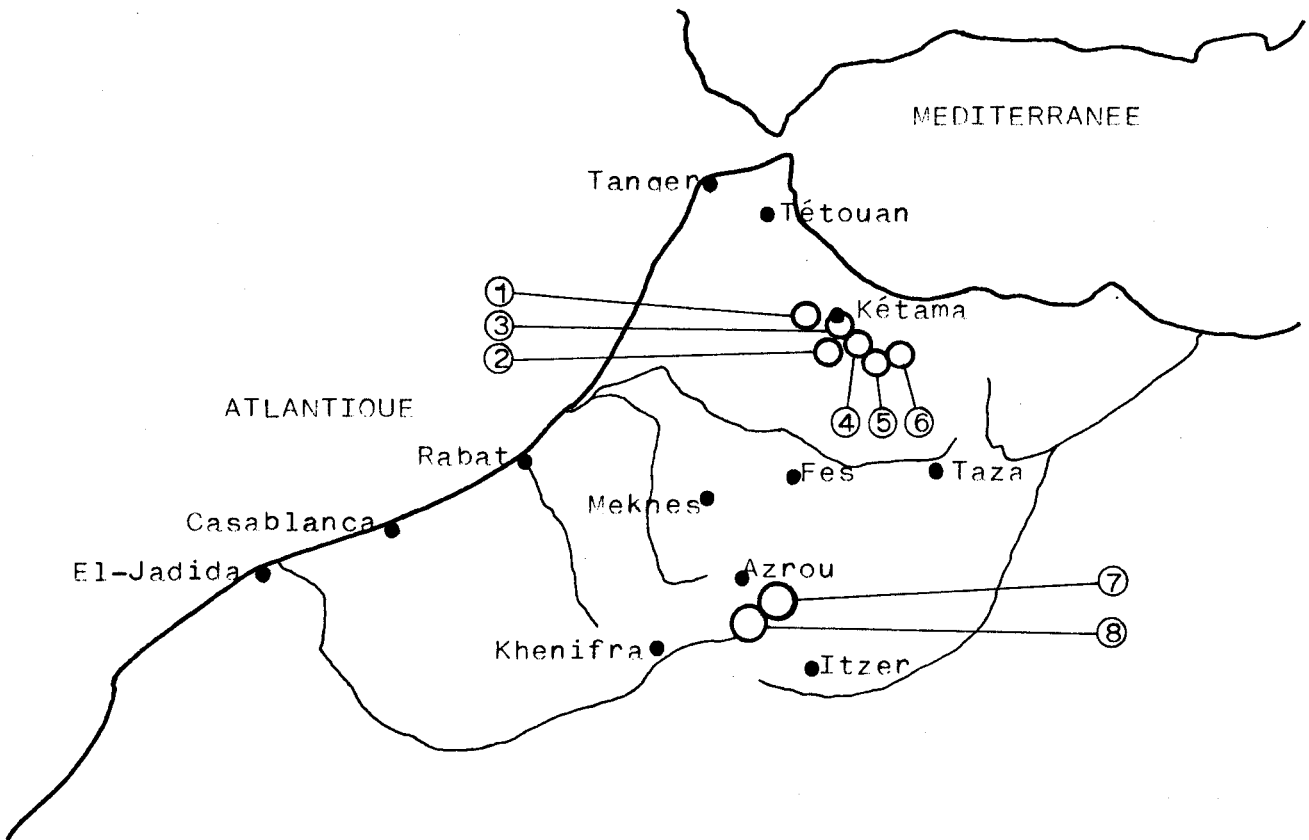 MEDITERRANEE
Tanger
Tétouan
①
Kétama
③
②
ATLANTIQUE
④ ⑤ ⑥
Rabat
Fes
Taza
Meknes
Casablanca
El-Jadida
Azrou
⑦
⑧
Khenifra
Itzer